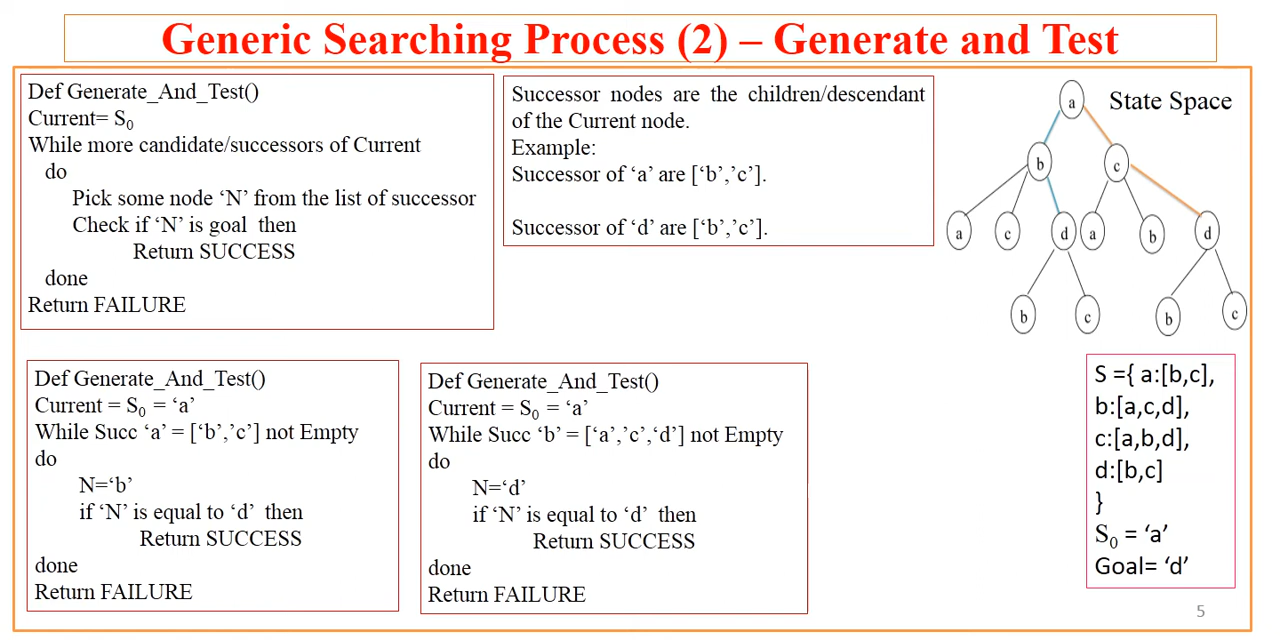 Generic Searching Process (2) – Generate and Test
Def Generate_And_Test()
Current= S₀
While more candidate/successors of Current
do
Pick some node ‘N’ from the list of successor
Check if ‘N’ is goal then
Return SUCCESS
done
Return FAILURE
Successor nodes are the children/descendant
of the Current node.
Example:
Successor of ‘a’ are [‘b’,’c’].
Successor of ‘d’ are [‘b’,’c’].
State Space
a
b
c
a
c
d
a
b
d
b
c
b
c
Def Generate_And_Test()
Current = S₀ = ‘a’
While Succ ‘a’ = [‘b’,’c’] not Empty
do
N=‘b’
if ‘N’ is equal to ‘d’ then
Return SUCCESS
done
Return FAILURE
Def Generate_And_Test()
Current = S₀ = ‘a’
While Succ ‘b’ = [‘a’,’c’,‘d’] not Empty
do
N=‘d’
if ‘N’ is equal to ‘d’ then
Return SUCCESS
done
Return FAILURE
S ={ a:[b,c],
b:[a,c,d],
c:[a,b,d],
d:[b,c]
}
S₀ = ‘a’
Goal= ‘d’
5